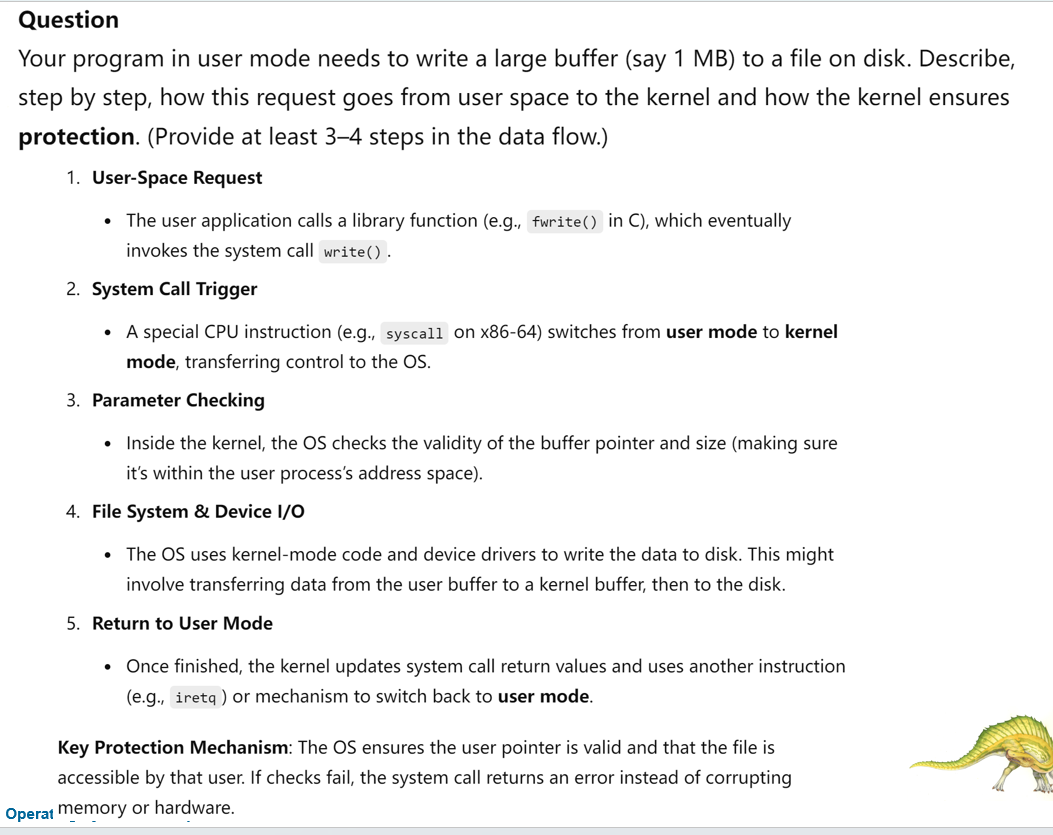 Question
Your program in user mode needs to write a large buffer (say 1 MB) to a file on disk. Describe,
step by step, how this request goes from user space to the kernel and how the kernel ensures
protection. (Provide at least 3–4 steps in the data flow.)
1. User-Space Request
• The user application calls a library function (e.g., fwrite() in C), which eventually
invokes the system call write().
2. System Call Trigger
• A special CPU instruction (e.g., syscall on x86-64) switches from user mode to kernel
mode, transferring control to the OS.
3. Parameter Checking
• Inside the kernel, the OS checks the validity of the buffer pointer and size (making sure
it’s within the user process’s address space).
4. File System & Device I/O
• The OS uses kernel-mode code and device drivers to write the data to disk. This might
involve transferring data from the user buffer to a kernel buffer, then to the disk.
5. Return to User Mode
• Once finished, the kernel updates system call return values and uses another instruction
(e.g., iretq) or mechanism to switch back to user mode.
Key Protection Mechanism: The OS ensures the user pointer is valid and that the file is
accessible by that user. If checks fail, the system call returns an error instead of corrupting
memory or hardware.
Operat